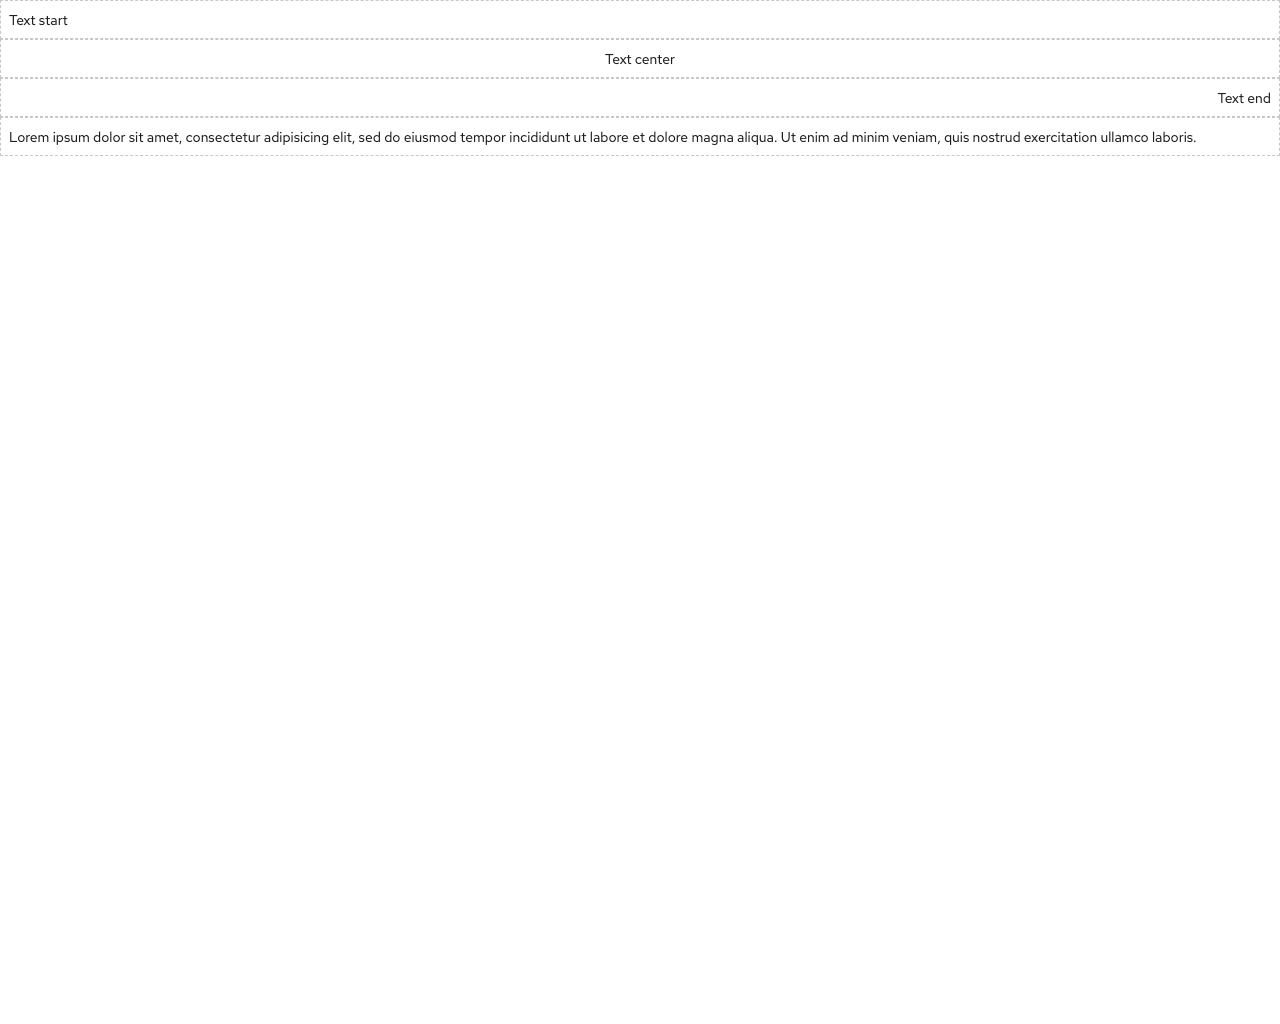 Text start
Text center
Text end
Lorem ipsum dolor sit amet, consectetur adipisicing elit, sed do eiusmod tempor incididunt ut labore et dolore magna aliqua. Ut enim ad minim veniam, quis nostrud exercitation ullamco laboris.